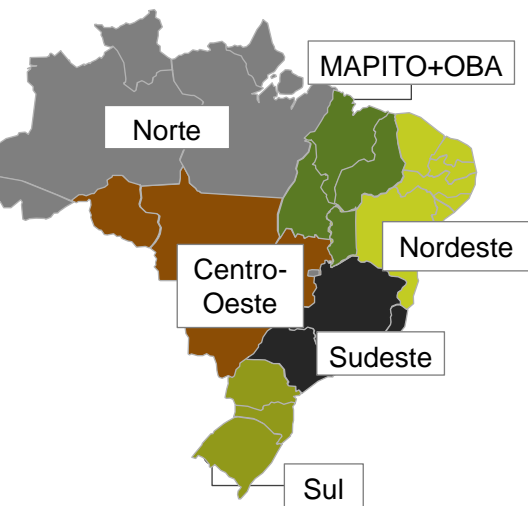 MAPITO+OBA
Norte
Nordeste
Centro-
Oeste
Sudeste
Sul